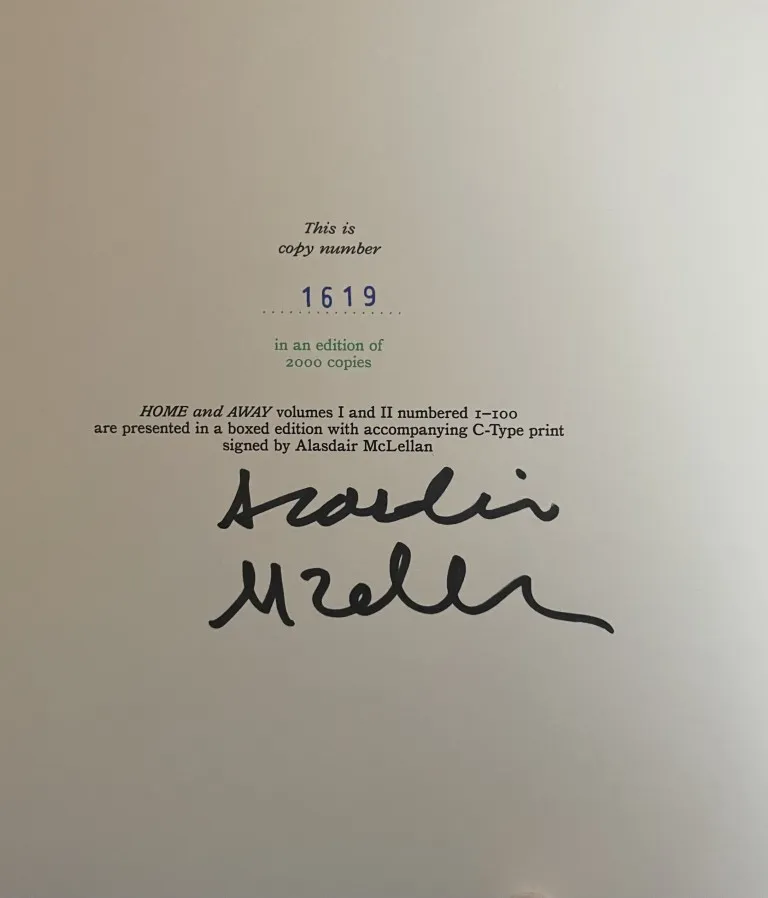 This is
copy number
1619
in an edition of
2000 copies
HOME and AWAY volumes I and II numbered 1–100
are presented in a boxed edition with accompanying C-Type print
signed by Alasdair McLellan
Alasdair
McLellan